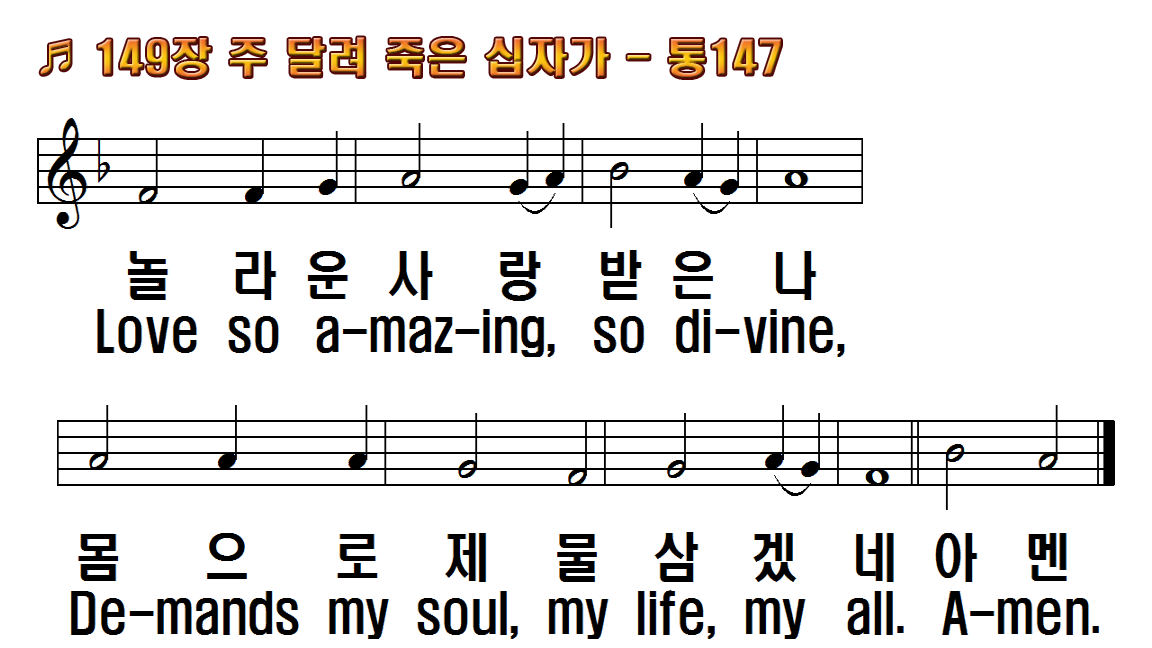 ♬ 149장 주 달려 죽은 십자가 - 통147
놀 라 운 사 랑 받 은 나
Love so a-maz-ing, so di-vine,
몸 으 로 제 물 삼 겠 네 아 멘
De-mands my soul, my life, my all. A-men.